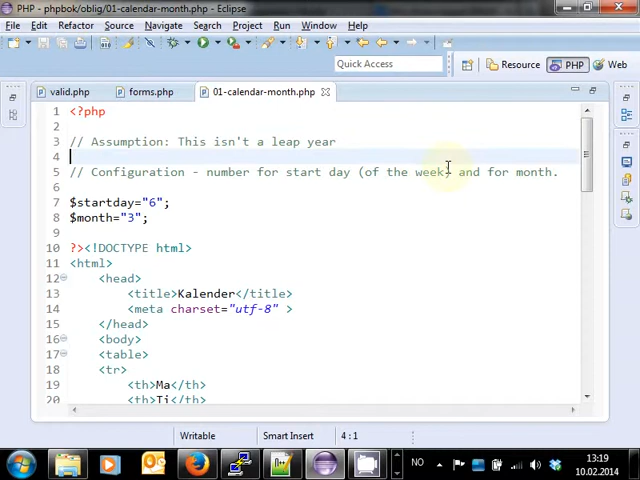 PHP - phpbok/oblig/01-calendar-month.php - Eclipse
File Edit Refactor Source Navigate Search Project Run Window Help
Quick Access
Resource PHP Web
valid.php forms.php 01-calendar-month.php
1 <?php
2
3 // Assumption: This isn't a leap year
4
5 // Configuration - number for start day (of the week) and for month.
6
7 $startday="6";
8 $month="3";
9
10 ?><!DOCTYPE html>
11 <html>
12 <head>
13 <title>Kalender</title>
14 <meta charset="utf-8" >
15 </head>
16 <body>
17 <table>
18 <tr>
19 <th>Ma</th>
20 <th>Ti</th>
Writable Smart Insert 4 : 1
NO
13:19
10.02.2014